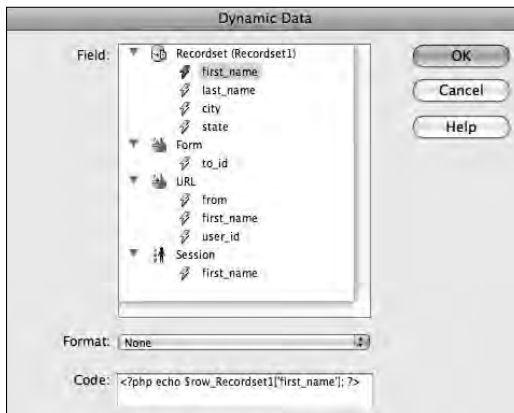 Dynamic Data
Field:
Recordset (Recordset1)
first_name
last_name
city
state
Form
to_id
URL
from
first_name
user_id
Session
first_name
OK
Cancel
Help
Format: None
Code: <?php echo $row_Recordset1['first_name']; ?>